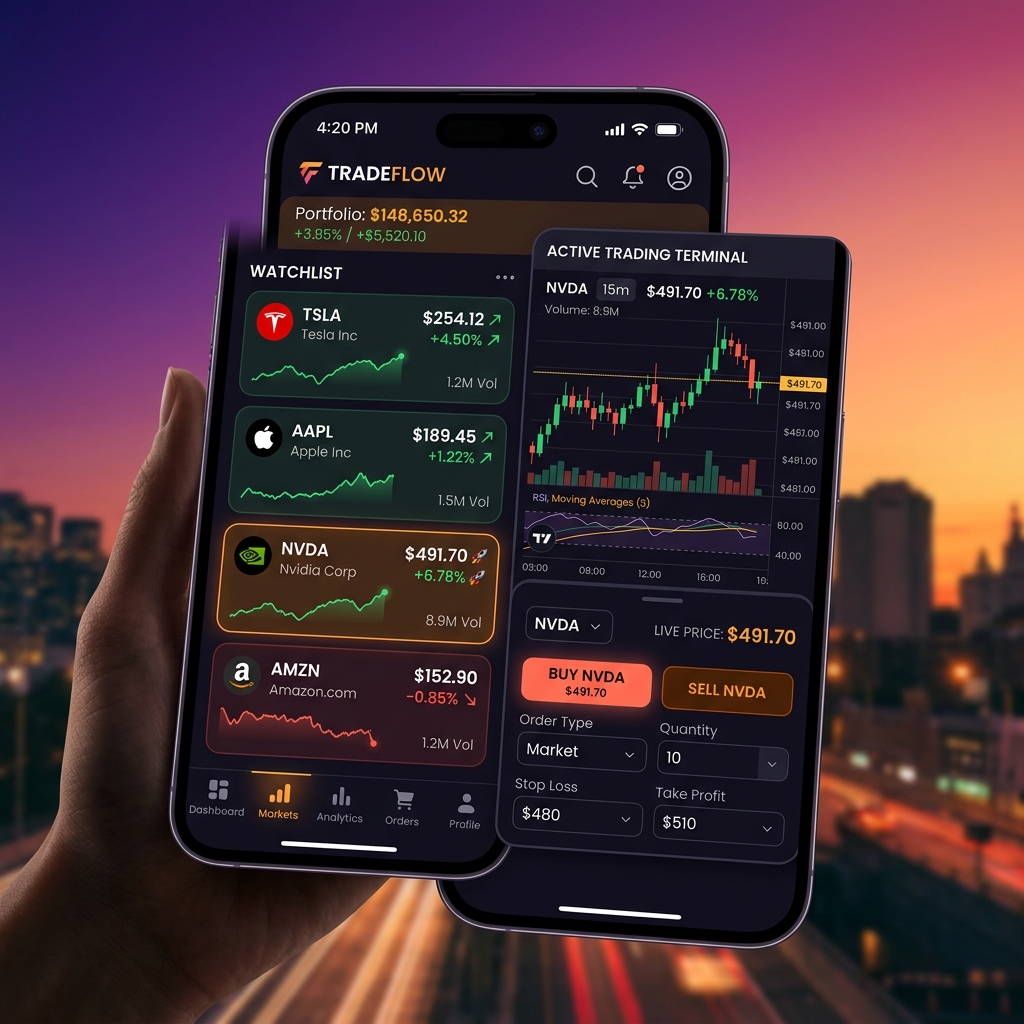 4:20 PM
TRADEFLOW
Portfolio: $148,650.32
+3.85% / +$5,520.10
WATCHLIST
TSLA
$254.12
Tesla Inc
+4.50%
1.2M Vol
AAPL
$189.45
Apple Inc
+1.22%
1.5M Vol
NVDA
$491.70 🚀
Nvidia Corp
+6.78% 🚀
8.9M Vol
a
AMZN
$152.90
Amazon.com
-0.85%
1.2M Vol
Dashboard
Markets
Analytics
Orders
Profile
ACTIVE TRADING TERMINAL
NVDA 15m $491.70 +6.78%
Volume: 8.9M
$491.00
$481.00
$491.70
$491.70
$481.00
$491.00
$481.00
RSI, Moving Averages (5)
80.00
40.00
09:00 08:00 12.00 16:00 19:
NVDA
LIVE PRICE: $491.70
BUY NVDA
$491.70
SELL NVDA
Order Type
Quantity
Market
10
Stop Loss
Take Profit
$480
$510